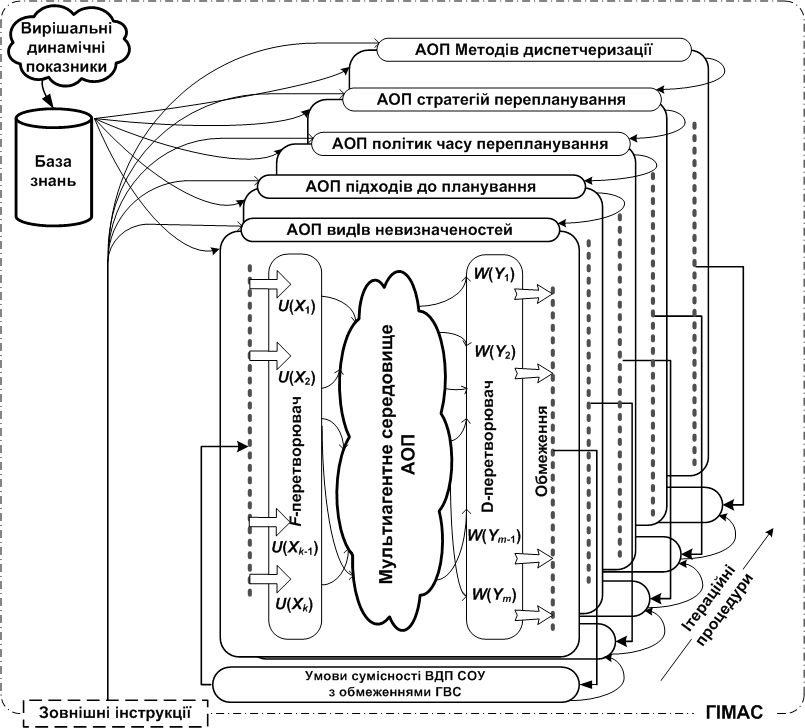 Вирішальні
динамічні
показники
База
знань
АОП Методів диспетчеризації
АОП стратегій перепланування
АОП політик часу перепланування
АОП підходів до планування
АОП видІв невизначеностей
U(X1)
U(X2)
U(Xk-1)
U(Xk)
F-перетворювач
Мультиагентне середовище
АОП
W(Y1)
W(Y2)
W(Ym-1)
W(Ym)
D-перетворювач
Обмеження
Ітераційні
процедури
Умови сумісності ВДП СОУ
з обмеженнями ГВС
Зовнішні інструкції
ГІМАС